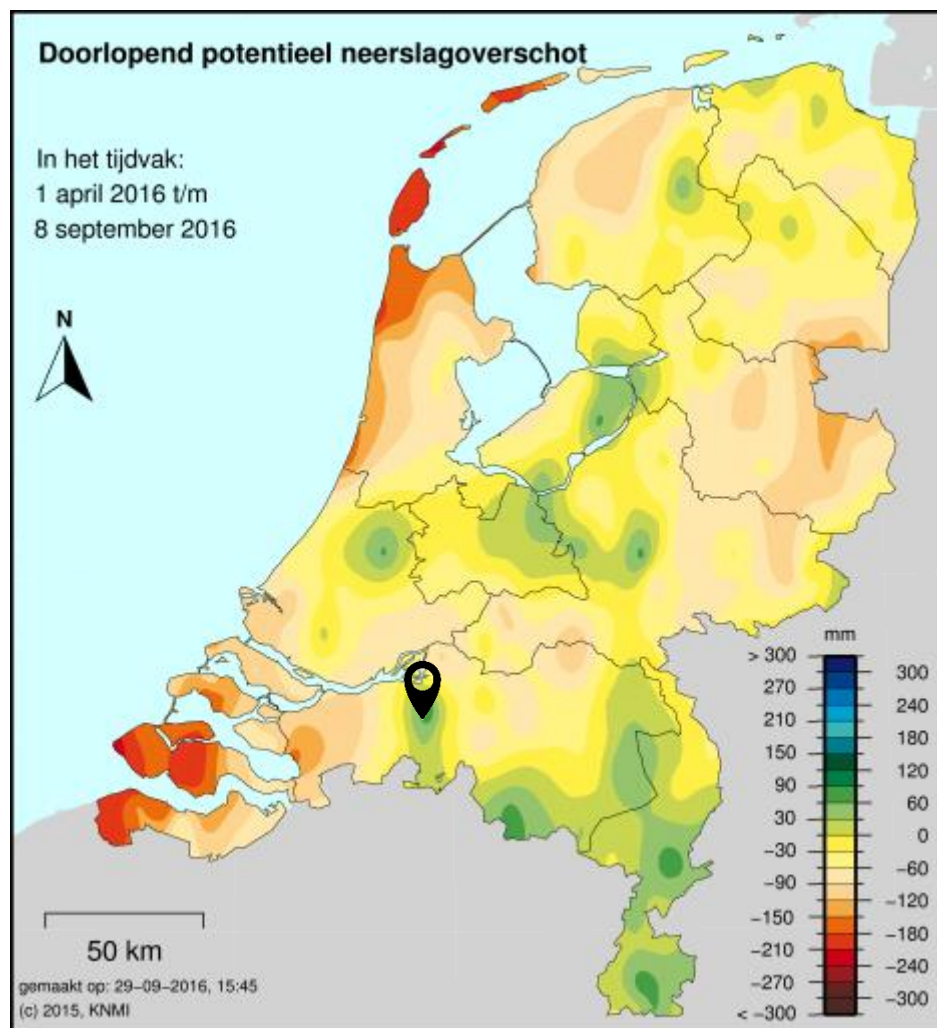 Doorlopend potentieel neerslagoverschot
In het tijdvak:
1 april 2016 t/m
8 september 2016
N
mm
> 300
300
270
240
210
180
150
120
90
60
30
0
−30
−60
−90
−120
−150
−180
−210
−240
−270
−300
< −300
50 km
gemaakt op: 29−09−2016, 15:45
(c) 2015, KNMI